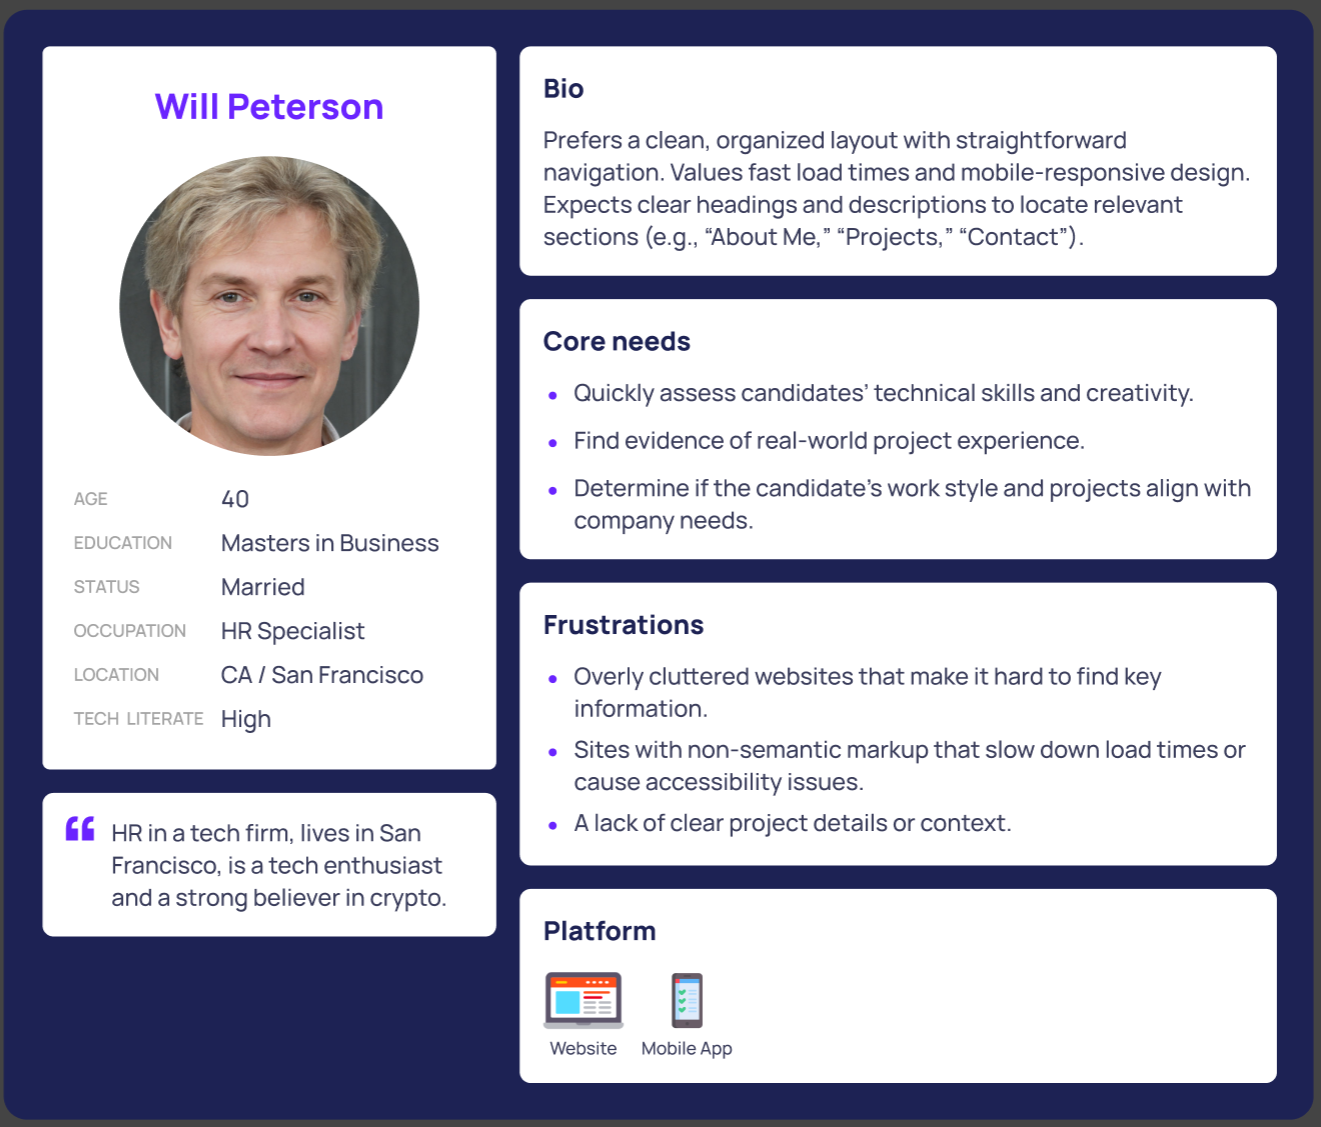 Will Peterson
AGE 40
EDUCATION Masters in Business
STATUS Married
OCCUPATION HR Specialist
LOCATION CA / San Francisco
TECH LITERATE High
“ HR in a tech firm, lives in San
Francisco, is a tech enthusiast
and a strong believer in crypto.
Bio
Prefers a clean, organized layout with straightforward
navigation. Values fast load times and mobile-responsive design.
Expects clear headings and descriptions to locate relevant
sections (e.g., “About Me,” “Projects,” “Contact”).
Core needs
• Quickly assess candidates’ technical skills and creativity.
• Find evidence of real-world project experience.
• Determine if the candidate’s work style and projects align with
company needs.
Frustrations
• Overly cluttered websites that make it hard to find key
information.
• Sites with non-semantic markup that slow down load times or
cause accessibility issues.
• A lack of clear project details or context.
Platform
Website Mobile App